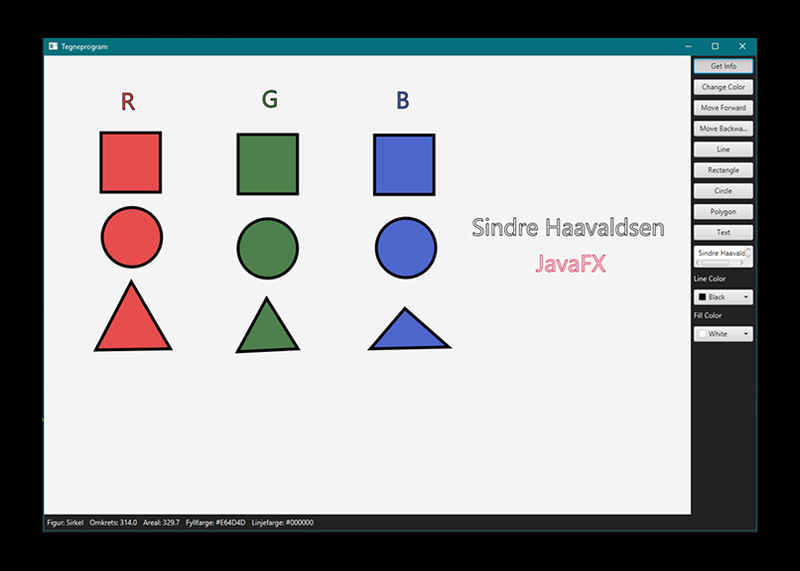 Tegneprogram
R G B
Sindre Haavaldsen
JavaFX
Get Info
Change Color
Move Forward
Move Backwa...
Line
Rectangle
Circle
Polygon
Text
Sindre Haavald
Line Color
Black
Fill Color
White
Figur: Sirkel Omkrets: 314.0 Areal: 329.7 Fyllfarge: #E64D4D Linjefarge: #000000